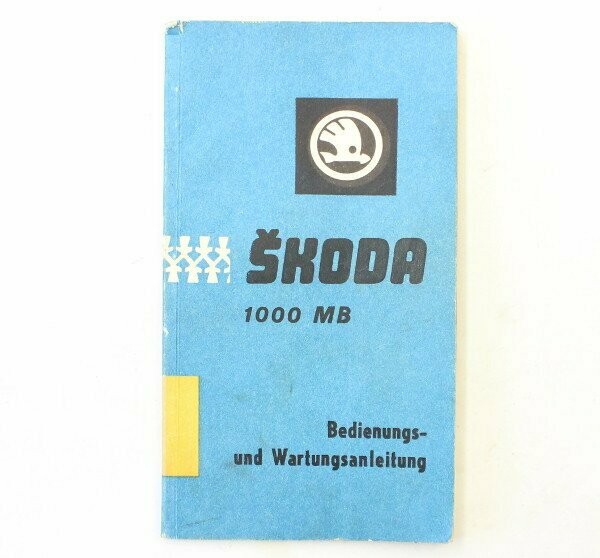 ŠKODA
1000 MB
Bedienungs-
und Wartungsanleitung